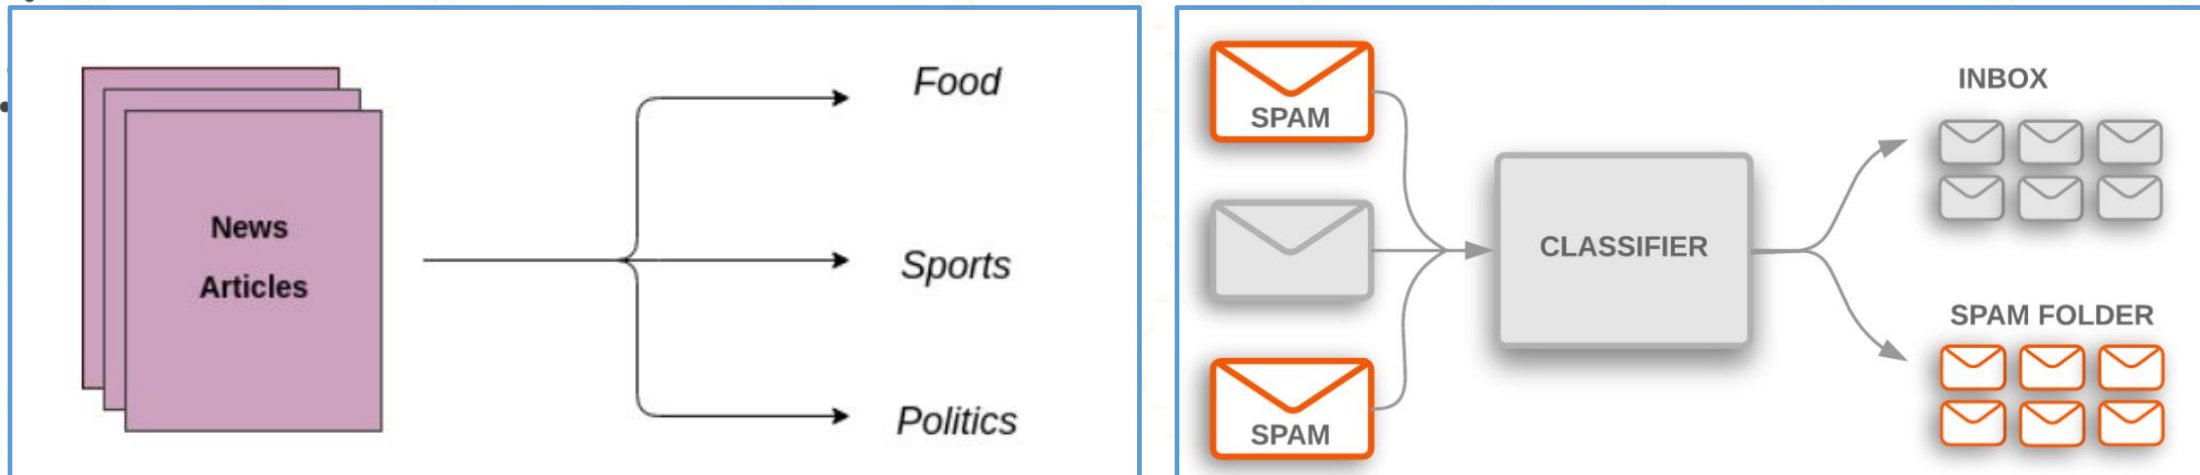 News
Articles
Food
Sports
Politics
SPAM
SPAM
CLASSIFIER
INBOX
SPAM FOLDER